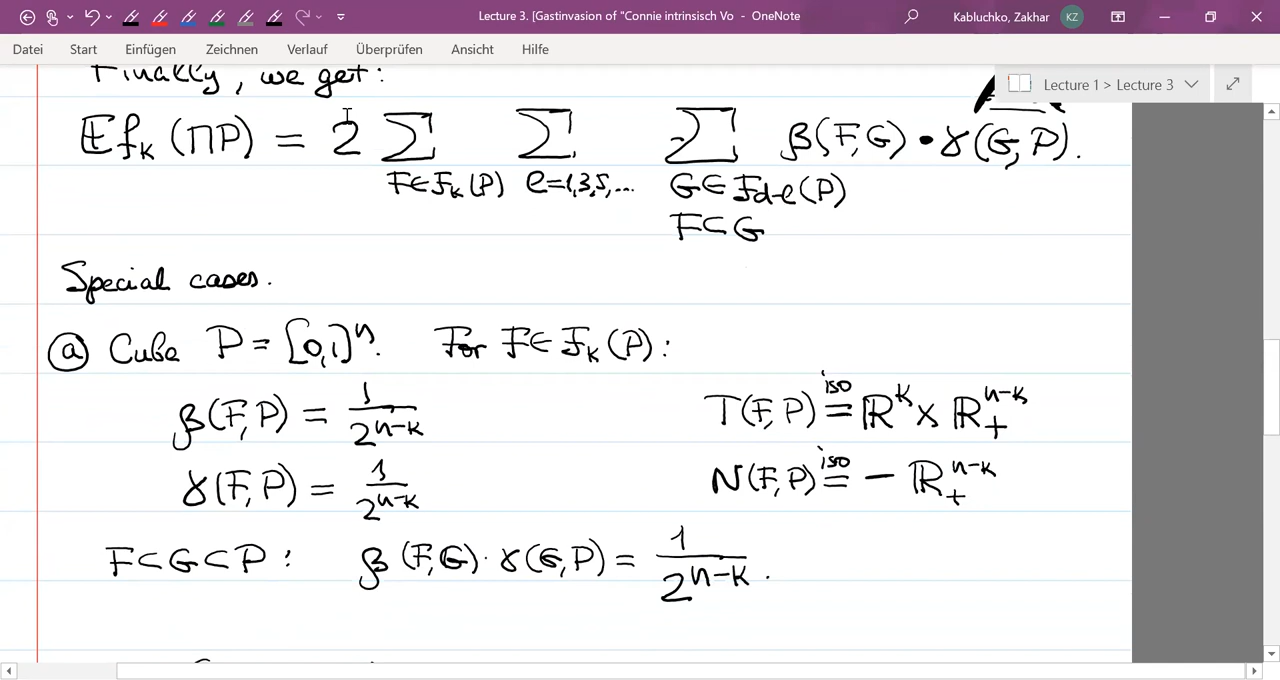 Lecture 3. [Gastinvasion of "Connie intrinsisch Vo - OneNote
Kabluchko, Zakhar KZ
Datei Start Einfügen Zeichnen Verlauf Überprüfen Ansicht Hilfe
Lecture 1 > Lecture 3
Finally, we get:
𝔼 f_k (ΠP) = 2 ∑_{F∈𝓕_k(P)} ∑_{l=1,3,5,...} ∑_{G∈𝓕_{d-l}(P) F⊂G} β(F,G) • γ(G,P).
Special cases.
ⓐ Cube P = [0,1]^n. For F∈𝓕_k(P):
β(F,P) = 1/2^{n-k} T(F,P) ≅^{iso} ℝ^k × ℝ_+^{n-k}
γ(F,P) = 1/2^{n-k} N(F,P) ≅^{iso} - ℝ_+^{n-k}
F⊂G⊂P: β(F,G)·γ(G,P) = 1/2^{n-k}.